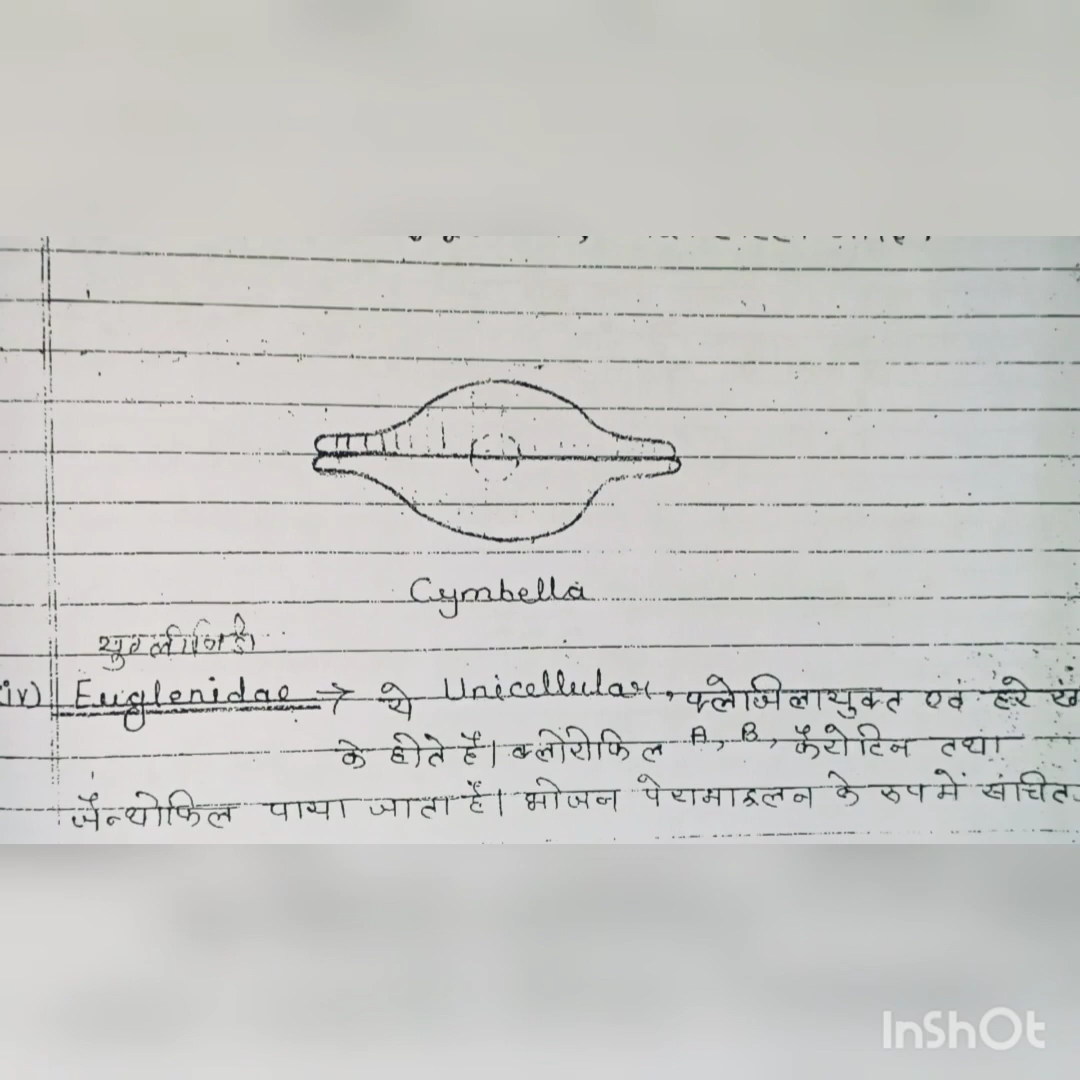 Cymbella
युग्लीनिडी
iv) Euglenidae → ये Unicellular, फ्लेजिलायुक्त एवं हरे रंग
के होते हैं। क्लोरोफिल A, B, कैरोटिन तथा
जैन्थोफिल पाया जाता है। भोजन पेरामाइलन के रुप में संचित
InShOt